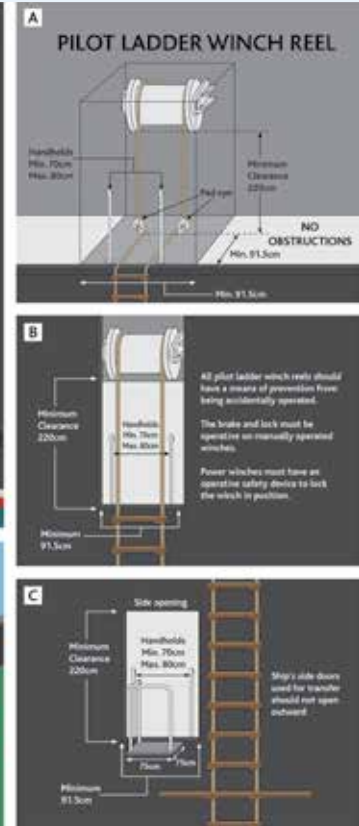 A
PILOT LADDER WINCH REEL
Handholds
Min. 70cm
Max. 80cm
Pad eye
Minimum
Clearance
220cm
NO
OBSTRUCTIONS
Min. 91.5cm
Min. 91.5cm
B
Minimum
Clearance
220cm
Handholds
Min. 70cm
Max. 80cm
Minimum
91.5cm
All pilot ladder winch reels should
have a means of prevention from
being accidentally operated.
The brake and lock must be
operative on manually operated
winches.
Power winches must have an
operative safety device to lock
the winch in position.
C
Side opening
Minimum
Clearance
220cm
Handholds
Min. 70cm
Max. 80cm
75cm
75cm
Minimum
91.5cm
Ship's side doors
used for transfer
should not open
outward